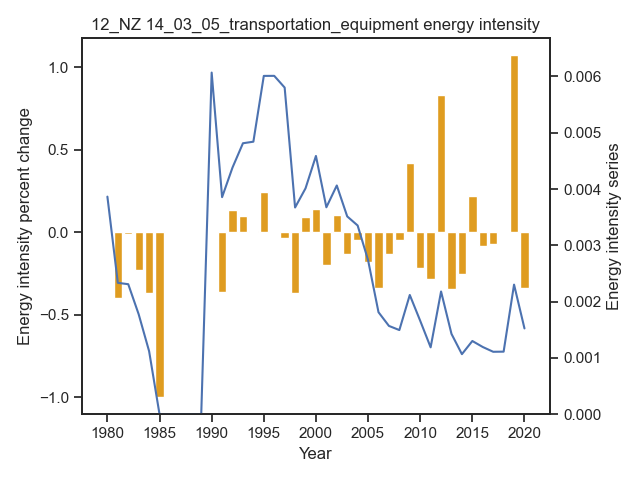 12_NZ 14_03_05_transportation_equipment energy intensity
1.0
0.5
0.0
−0.5
−1.0
Energy intensity percent change
0.006
0.005
0.004
0.003
0.002
0.001
0.000
Energy intensity series
1980 1985 1990 1995 2000 2005 2010 2015 2020
Year